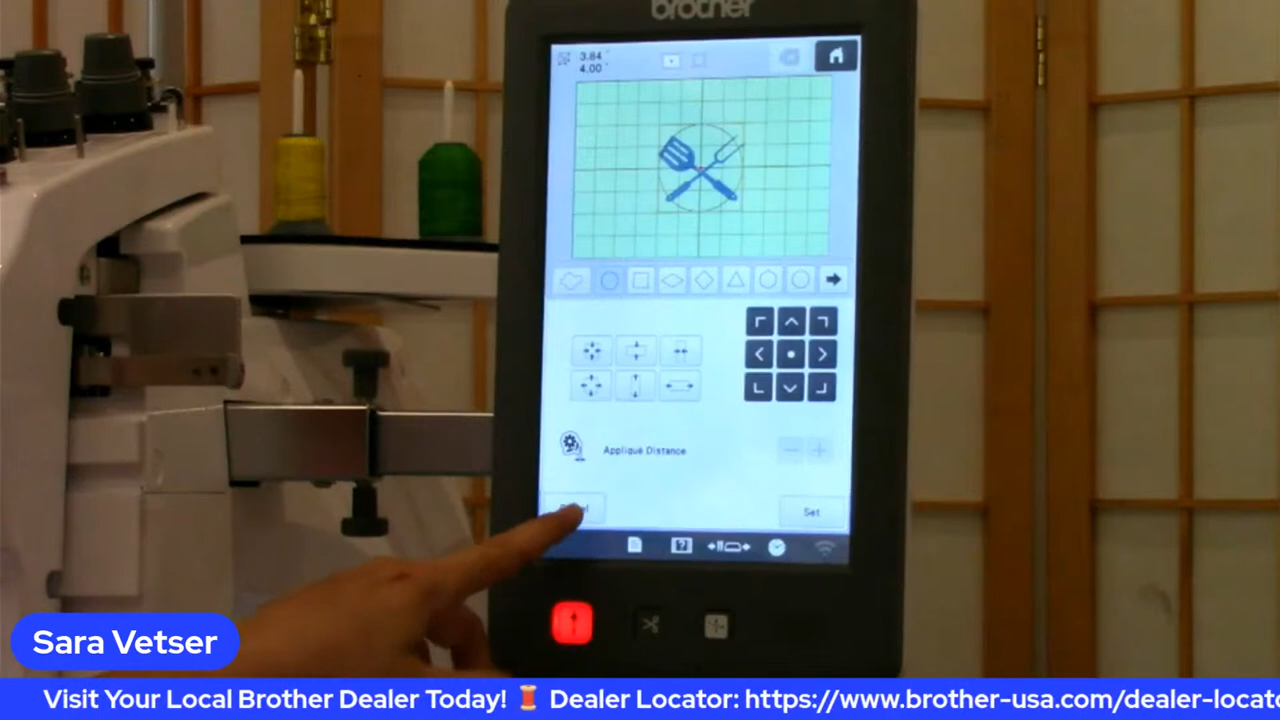 brother
3.84"
4.00"
Appliqué Distance
Set
Sara Vetser
Visit Your Local Brother Dealer Today! 🧵 Dealer Locator: https://www.brother-usa.com/dealer-locat